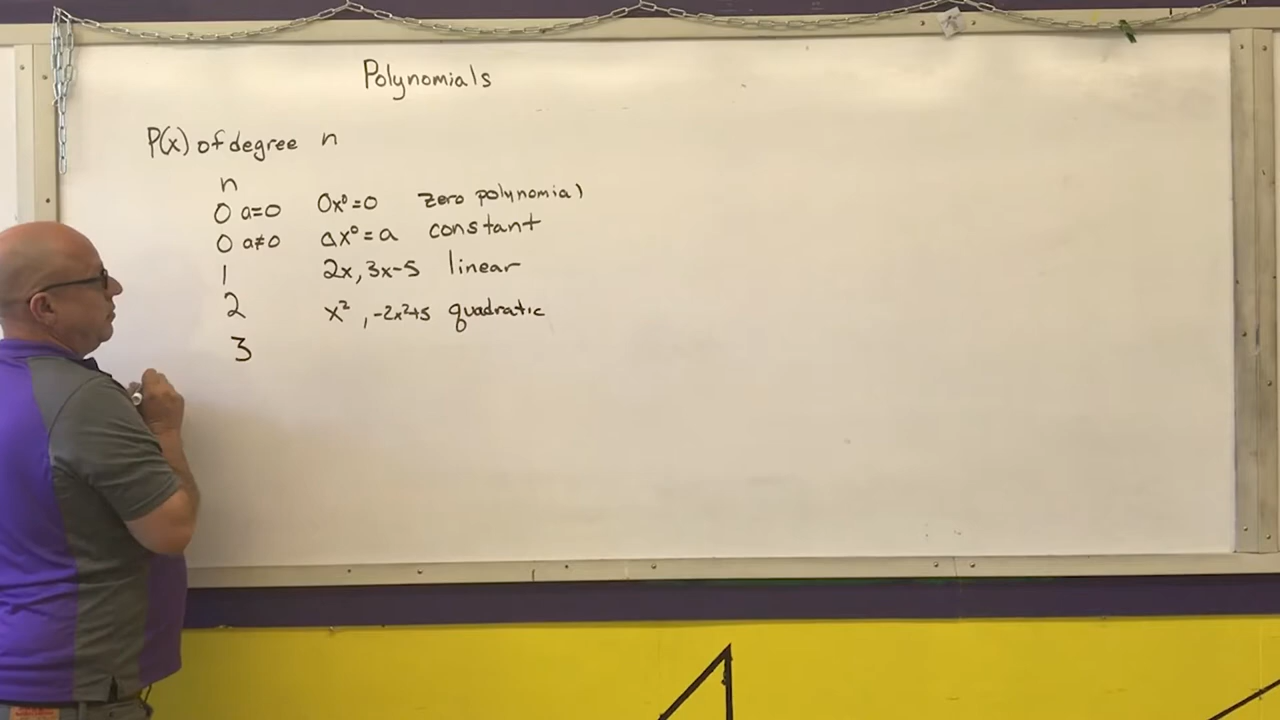 Polynomials
P(x) of degree n
n
0 a=0 0x⁰=0 zero polynomial
0 a≠0 ax⁰=a constant
1 2x, 3x-5 linear
2 x², -2x²+5 quadratic
3